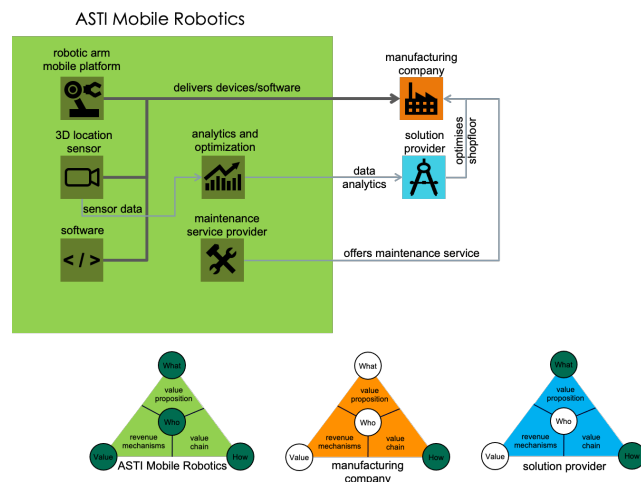 ASTI Mobile Robotics
robotic arm
mobile platform
manufacturing
company
delivers devices/software
3D location
sensor
analytics and
optimization
solution
provider
optimises
shopfloor
data
analytics
sensor data
software
maintenance
service provider
< / >
offers maintenance service
What
value
proposition
Who
revenue
mechanisms
value
chain
Value
How
ASTI Mobile Robotics
What
value
proposition
Who
revenue
mechanisms
value
chain
Value
How
manufacturing
company
What
value
proposition
Who
revenue
mechanisms
value
chain
Value
How
solution provider